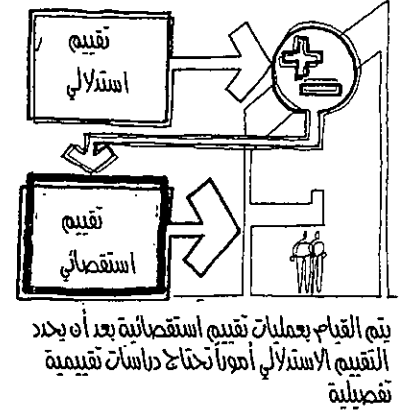 تقييم
استدلالي
تقييم
استقصائي
يتم القيام بعمليات تقييم استقصائية بعد أن يحدد
التقييم الاستدلالي أموراً تحتاج دراسات تقييمية
تفصيلية